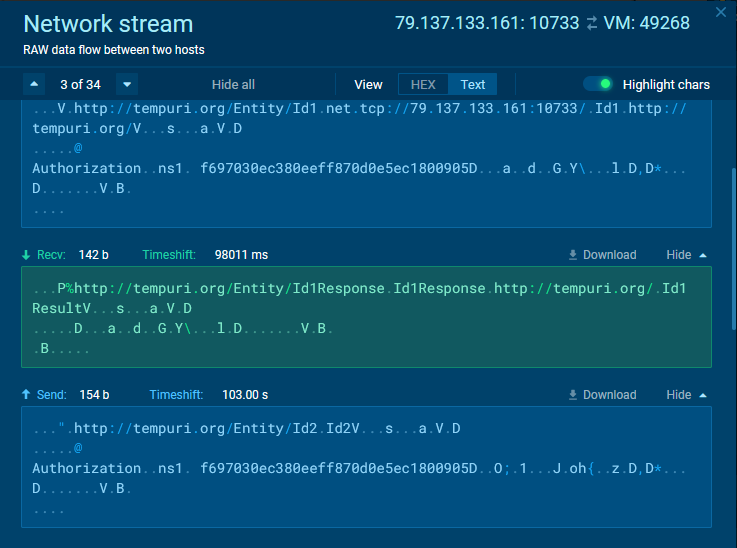 Network stream
79.137.133.161: 10733 ⇄ VM: 49268
RAW data flow between two hosts
3 of 34
Hide all
View
HEX
Text
Highlight chars
...V.http://tempuri.org/Entity/Id1.net.tcp://79.137.133.161:10733/.Id1.http://
tempuri.org/V...s...a.V.D
.....@
Authorization..ns1. f697030ec380eeff870d0e5ec1800905D...a..d..G.Y\...l.D,D*...
D.......V.B.
....
Recv: 142 b Timeshift: 98011 ms Download Hide
...P%http://tempuri.org/Entity/Id1Response.Id1Response.http://tempuri.org/.Id1
ResultV...s...a.V.D
.....D...a..d..G.Y\...l.D.......V.B.
.B.....
Send: 154 b Timeshift: 103.00 s Download Hide
...".http://tempuri.org/Entity/Id2.Id2V...s...a.V.D
.....@
Authorization..ns1. f697030ec380eeff870d0e5ec1800905D..O;.1...J.oh{..z.D,D*...
D.......V.B.
....